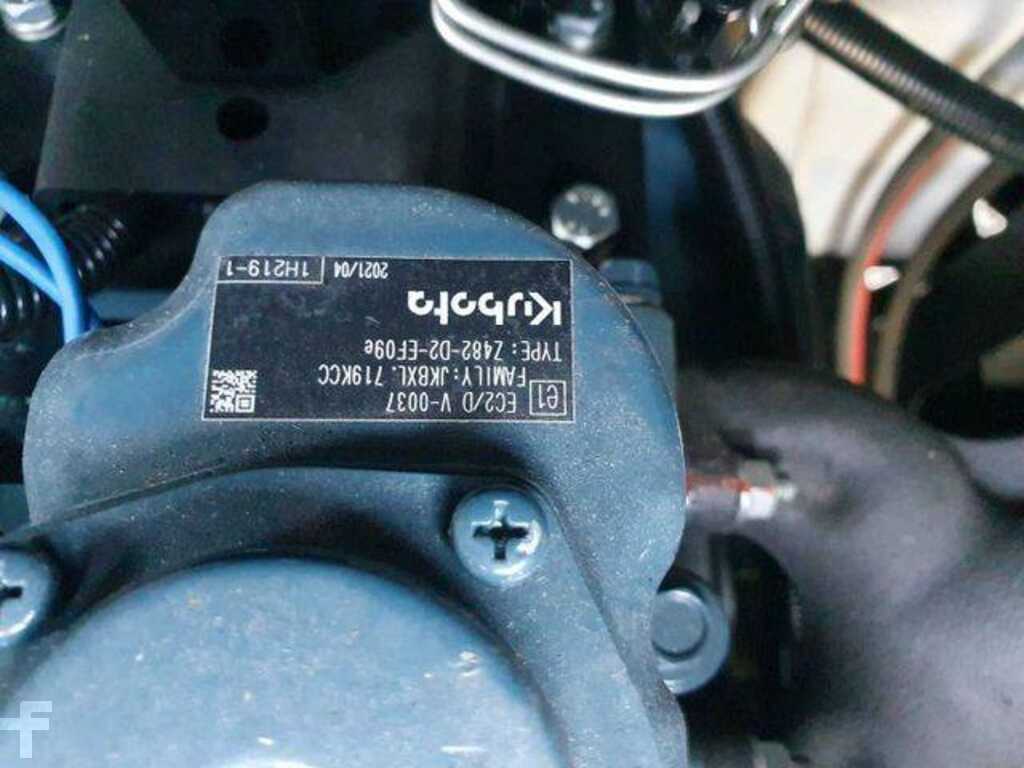 e1 EC2/D V-0037
FAMILY:JKBXL.719KCC
TYPE: Z482-D2-EF09e
Kubota
2021/04 1H219-1
F